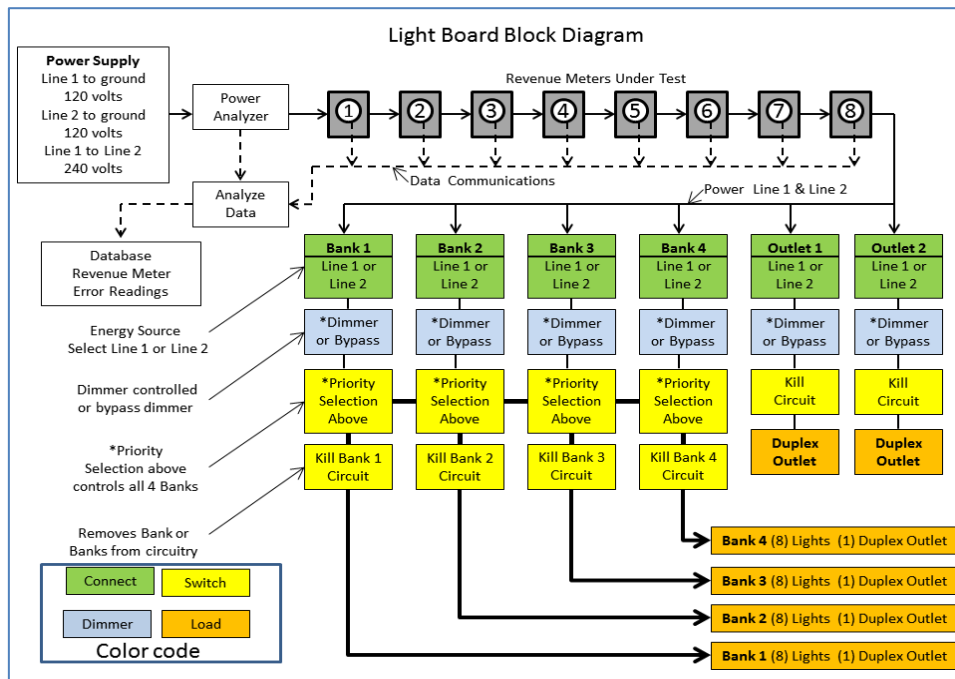 Light Board Block Diagram
Power Supply
Line 1 to ground
120 volts
Line 2 to ground
120 volts
Line 1 to Line 2
240 volts
Power
Analyzer
Revenue Meters Under Test
1 2 3 4 5 6 7 8
Data Communications
Analyze
Data
Database
Revenue Meter
Error Readings
Power Line 1 & Line 2
Bank 1
Line 1 or
Line 2
Bank 2
Line 1 or
Line 2
Bank 3
Line 1 or
Line 2
Bank 4
Line 1 or
Line 2
Outlet 1
Line 1 or
Line 2
Outlet 2
Line 1 or
Line 2
Energy Source
Select Line 1 or Line 2
*Dimmer
or Bypass
*Dimmer
or Bypass
*Dimmer
or Bypass
*Dimmer
or Bypass
*Dimmer
or Bypass
*Dimmer
or Bypass
Dimmer controlled
or bypass dimmer
*Priority
Selection
Above
*Priority
Selection
Above
*Priority
Selection
Above
*Priority
Selection
Above
Kill
Circuit
Kill
Circuit
*Priority
Selection above
controls all 4 Banks
Kill Bank 1
Circuit
Kill Bank 2
Circuit
Kill Bank 3
Circuit
Kill Bank 4
Circuit
Duplex
Outlet
Duplex
Outlet
Removes Bank or
Banks from circuitry
Bank 4 (8) Lights (1) Duplex Outlet
Bank 3 (8) Lights (1) Duplex Outlet
Bank 2 (8) Lights (1) Duplex Outlet
Bank 1 (8) Lights (1) Duplex Outlet
Connect
Switch
Dimmer
Load
Color code